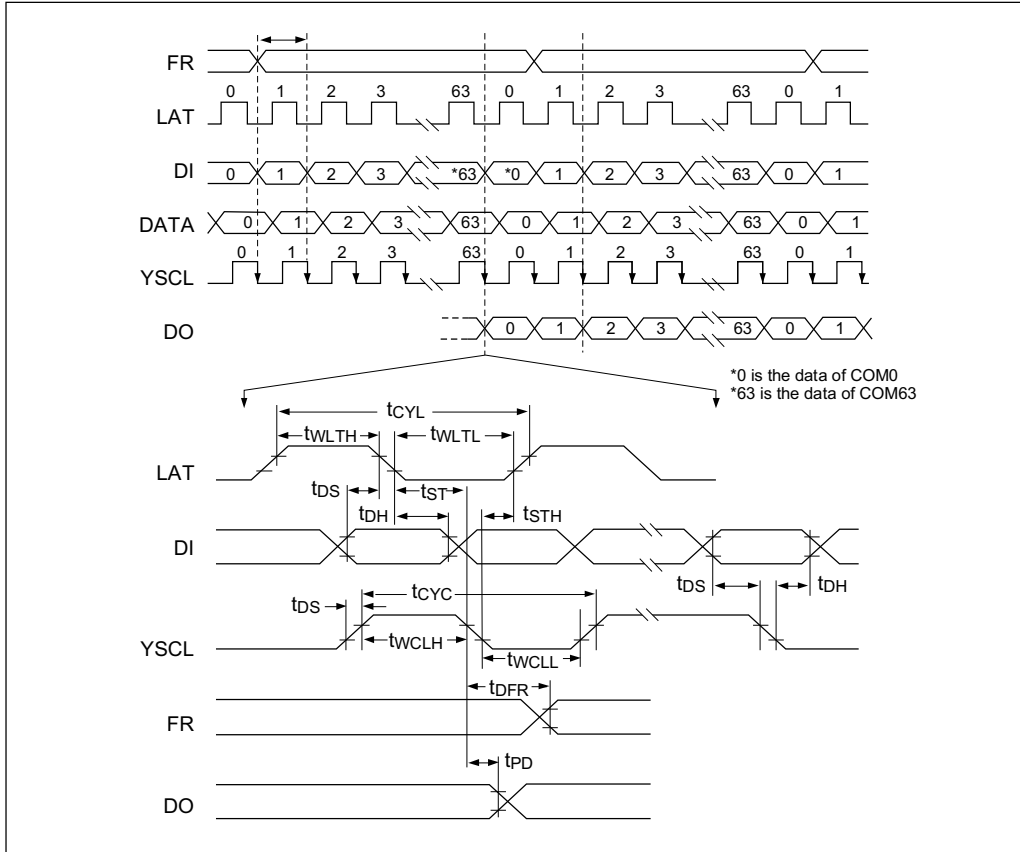 FR
0 1 2 3 63 0 1 2 3 63 0 1
LAT
DI 0 1 2 3 *63 *0 1 2 3 63 0 1
DATA 0 1 2 3 63 0 1 2 3 63 0 1
0 1 2 3 63 0 1 2 3 63 0 1
YSCL
DO 0 1 2 3 63 0 1
*0 is the data of COM0
*63 is the data of COM63
tCYL
tWLTH tWLTL
LAT
tDS tST
tDH tSTH
DI
tDS tCYC tDS tDH
YSCL tWCLH
tWCLL
tDFR
FR
tPD
DO